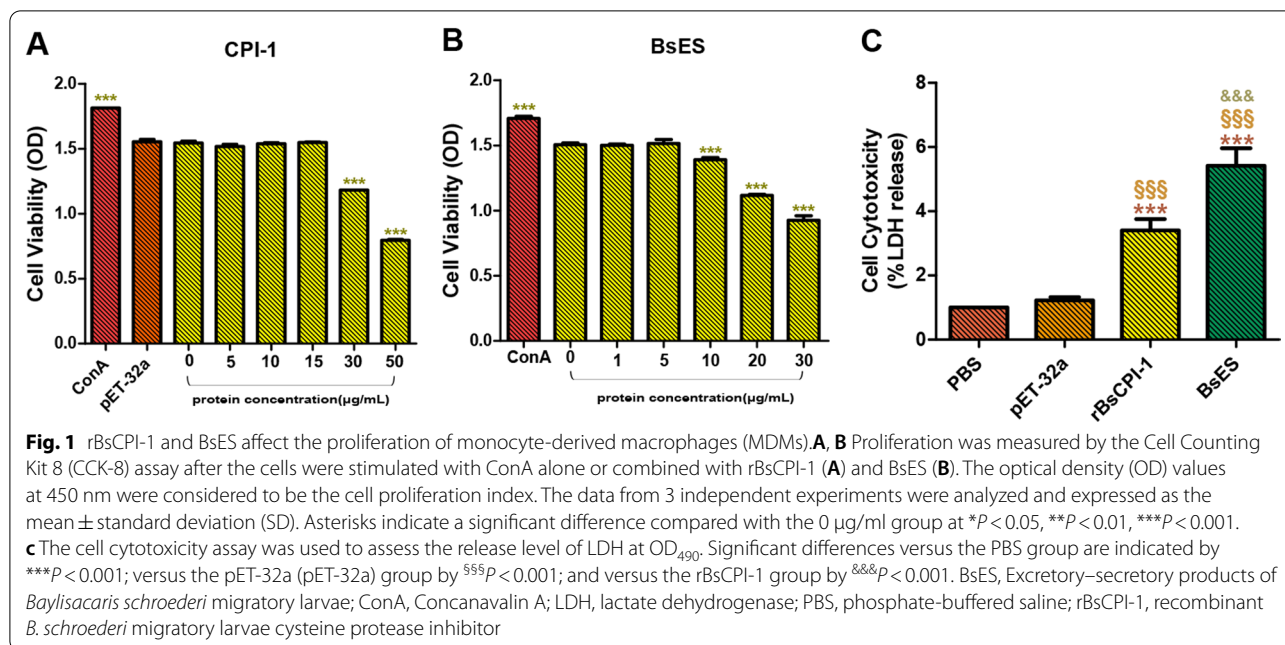 A
CPI-1
Cell Viability (OD)
2.0
1.5
1.0
0.5
0.0
***
***
***
ConA
pET-32a
0 5 10 15 30 50
protein concentration(µg/mL)
B
BsES
Cell Viability (OD)
2.0
1.5
1.0
0.5
0.0
***
***
***
***
ConA 0 1 5 10 20 30
protein concentration(µg/mL)
C
Cell Cytotoxicity
(% LDH release)
8
6
4
2
0
§§§
***
&&&
§§§
***
PBS
pET-32a
rBsCPI-1
BsES
Fig. 1 rBsCPI-1 and BsES affect the proliferation of monocyte-derived macrophages (MDMs).A, B Proliferation was measured by the Cell Counting
Kit 8 (CCK-8) assay after the cells were stimulated with ConA alone or combined with rBsCPI-1 (A) and BsES (B). The optical density (OD) values
at 450 nm were considered to be the cell proliferation index. The data from 3 independent experiments were analyzed and expressed as the
mean ± standard deviation (SD). Asterisks indicate a significant difference compared with the 0 µg/ml group at *P < 0.05, **P < 0.01, ***P < 0.001.
c The cell cytotoxicity assay was used to assess the release level of LDH at OD490. Significant differences versus the PBS group are indicated by
***P < 0.001; versus the pET-32a (pET-32a) group by §§§P < 0.001; and versus the rBsCPI-1 group by &&&P < 0.001. BsES, Excretory–secretory products of
Baylisacaris schroederi migratory larvae; ConA, Concanavalin A; LDH, lactate dehydrogenase; PBS, phosphate-buffered saline; rBsCPI-1, recombinant
B. schroederi migratory larvae cysteine protease inhibitor